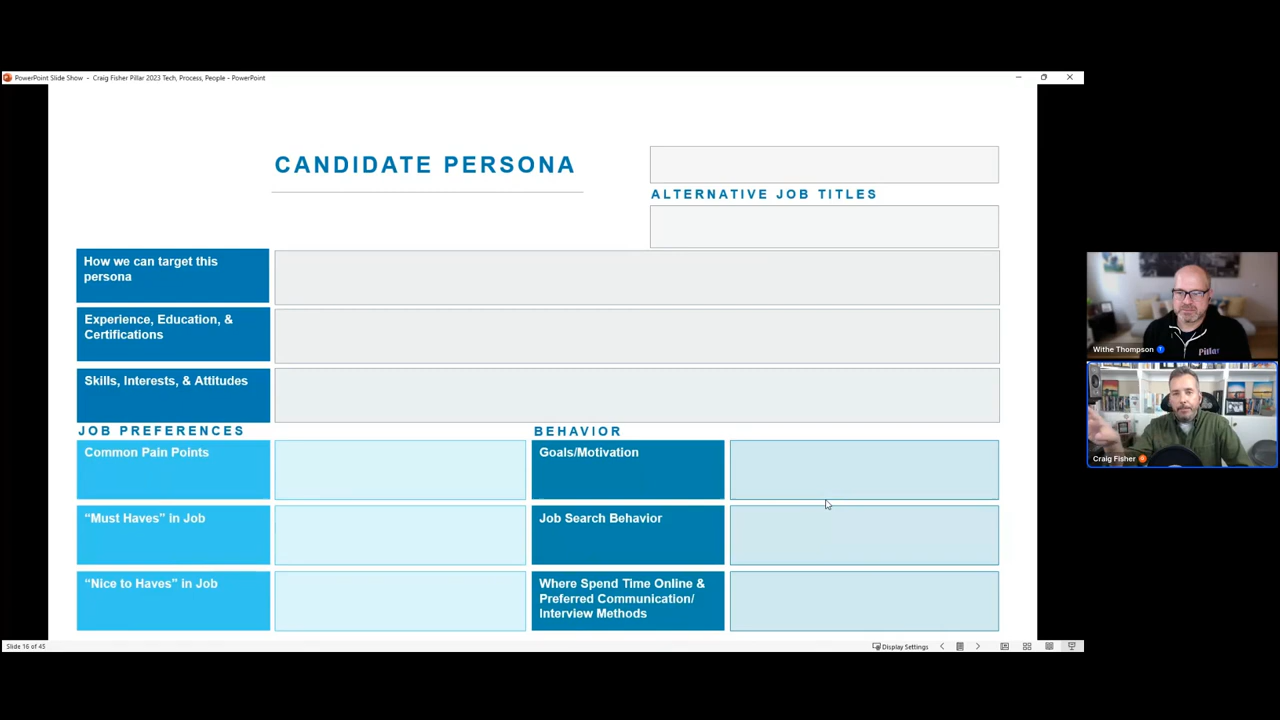 PowerPoint Slide Show - Craig Fisher Pillar 2023 Tech, Process, People - PowerPoint
CANDIDATE PERSONA
ALTERNATIVE JOB TITLES
How we can target this
persona
Experience, Education, &
Certifications
Skills, Interests, & Attitudes
JOB PREFERENCES
BEHAVIOR
Common Pain Points
Goals/Motivation
“Must Haves” in Job
Job Search Behavior
“Nice to Haves” in Job
Where Spend Time Online &
Preferred Communication/
Interview Methods
Slide 16 of 45
Display Settings
Withe Thompson
Pillar
Craig Fisher